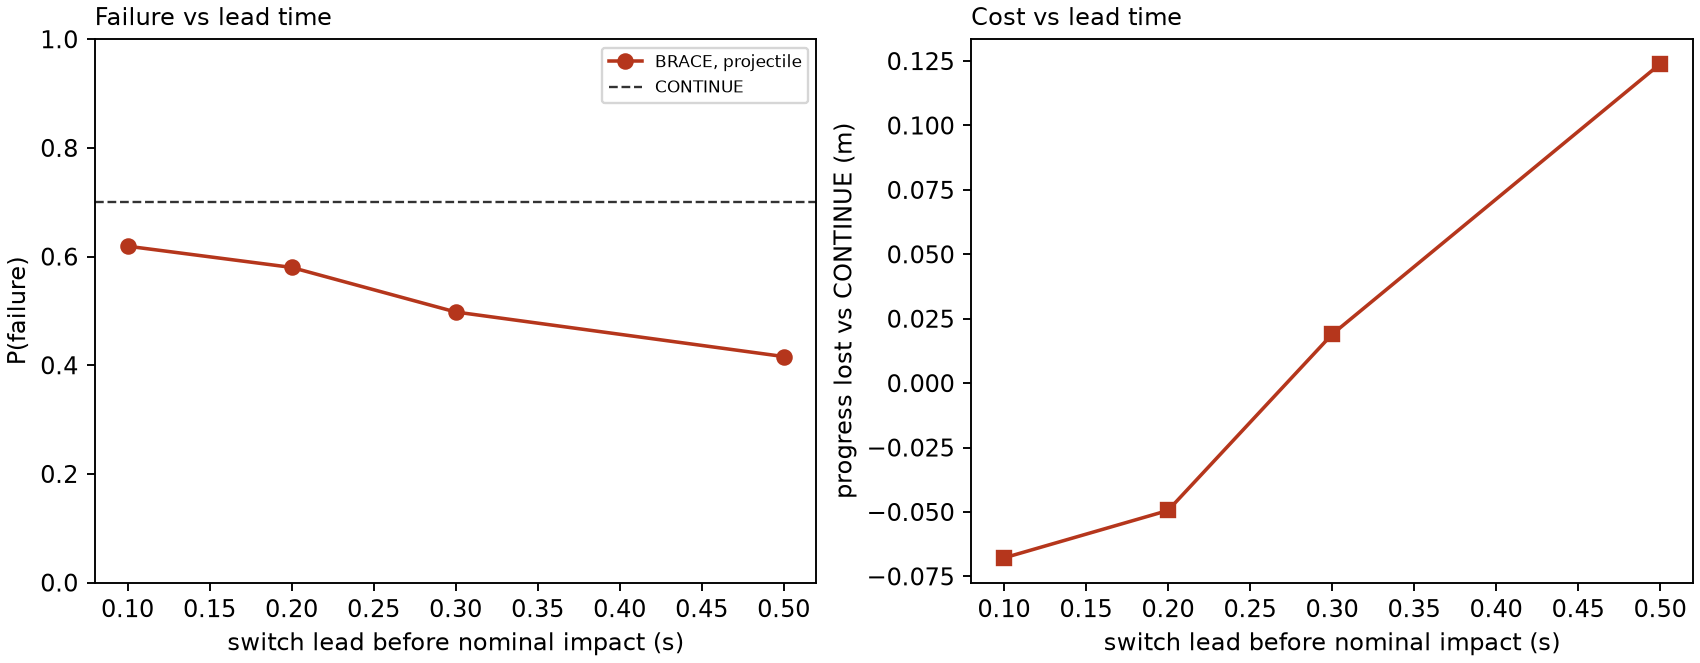 Failure vs lead time
1.0
0.8
0.6
0.4
0.2
0.0
P(failure)
BRACE, projectile
CONTINUE
0.10 0.15 0.20 0.25 0.30 0.35 0.40 0.45 0.50
switch lead before nominal impact (s)
Cost vs lead time
0.125
0.100
0.075
0.050
0.025
0.000
−0.025
−0.050
−0.075
progress lost vs CONTINUE (m)
0.10 0.15 0.20 0.25 0.30 0.35 0.40 0.45 0.50
switch lead before nominal impact (s)